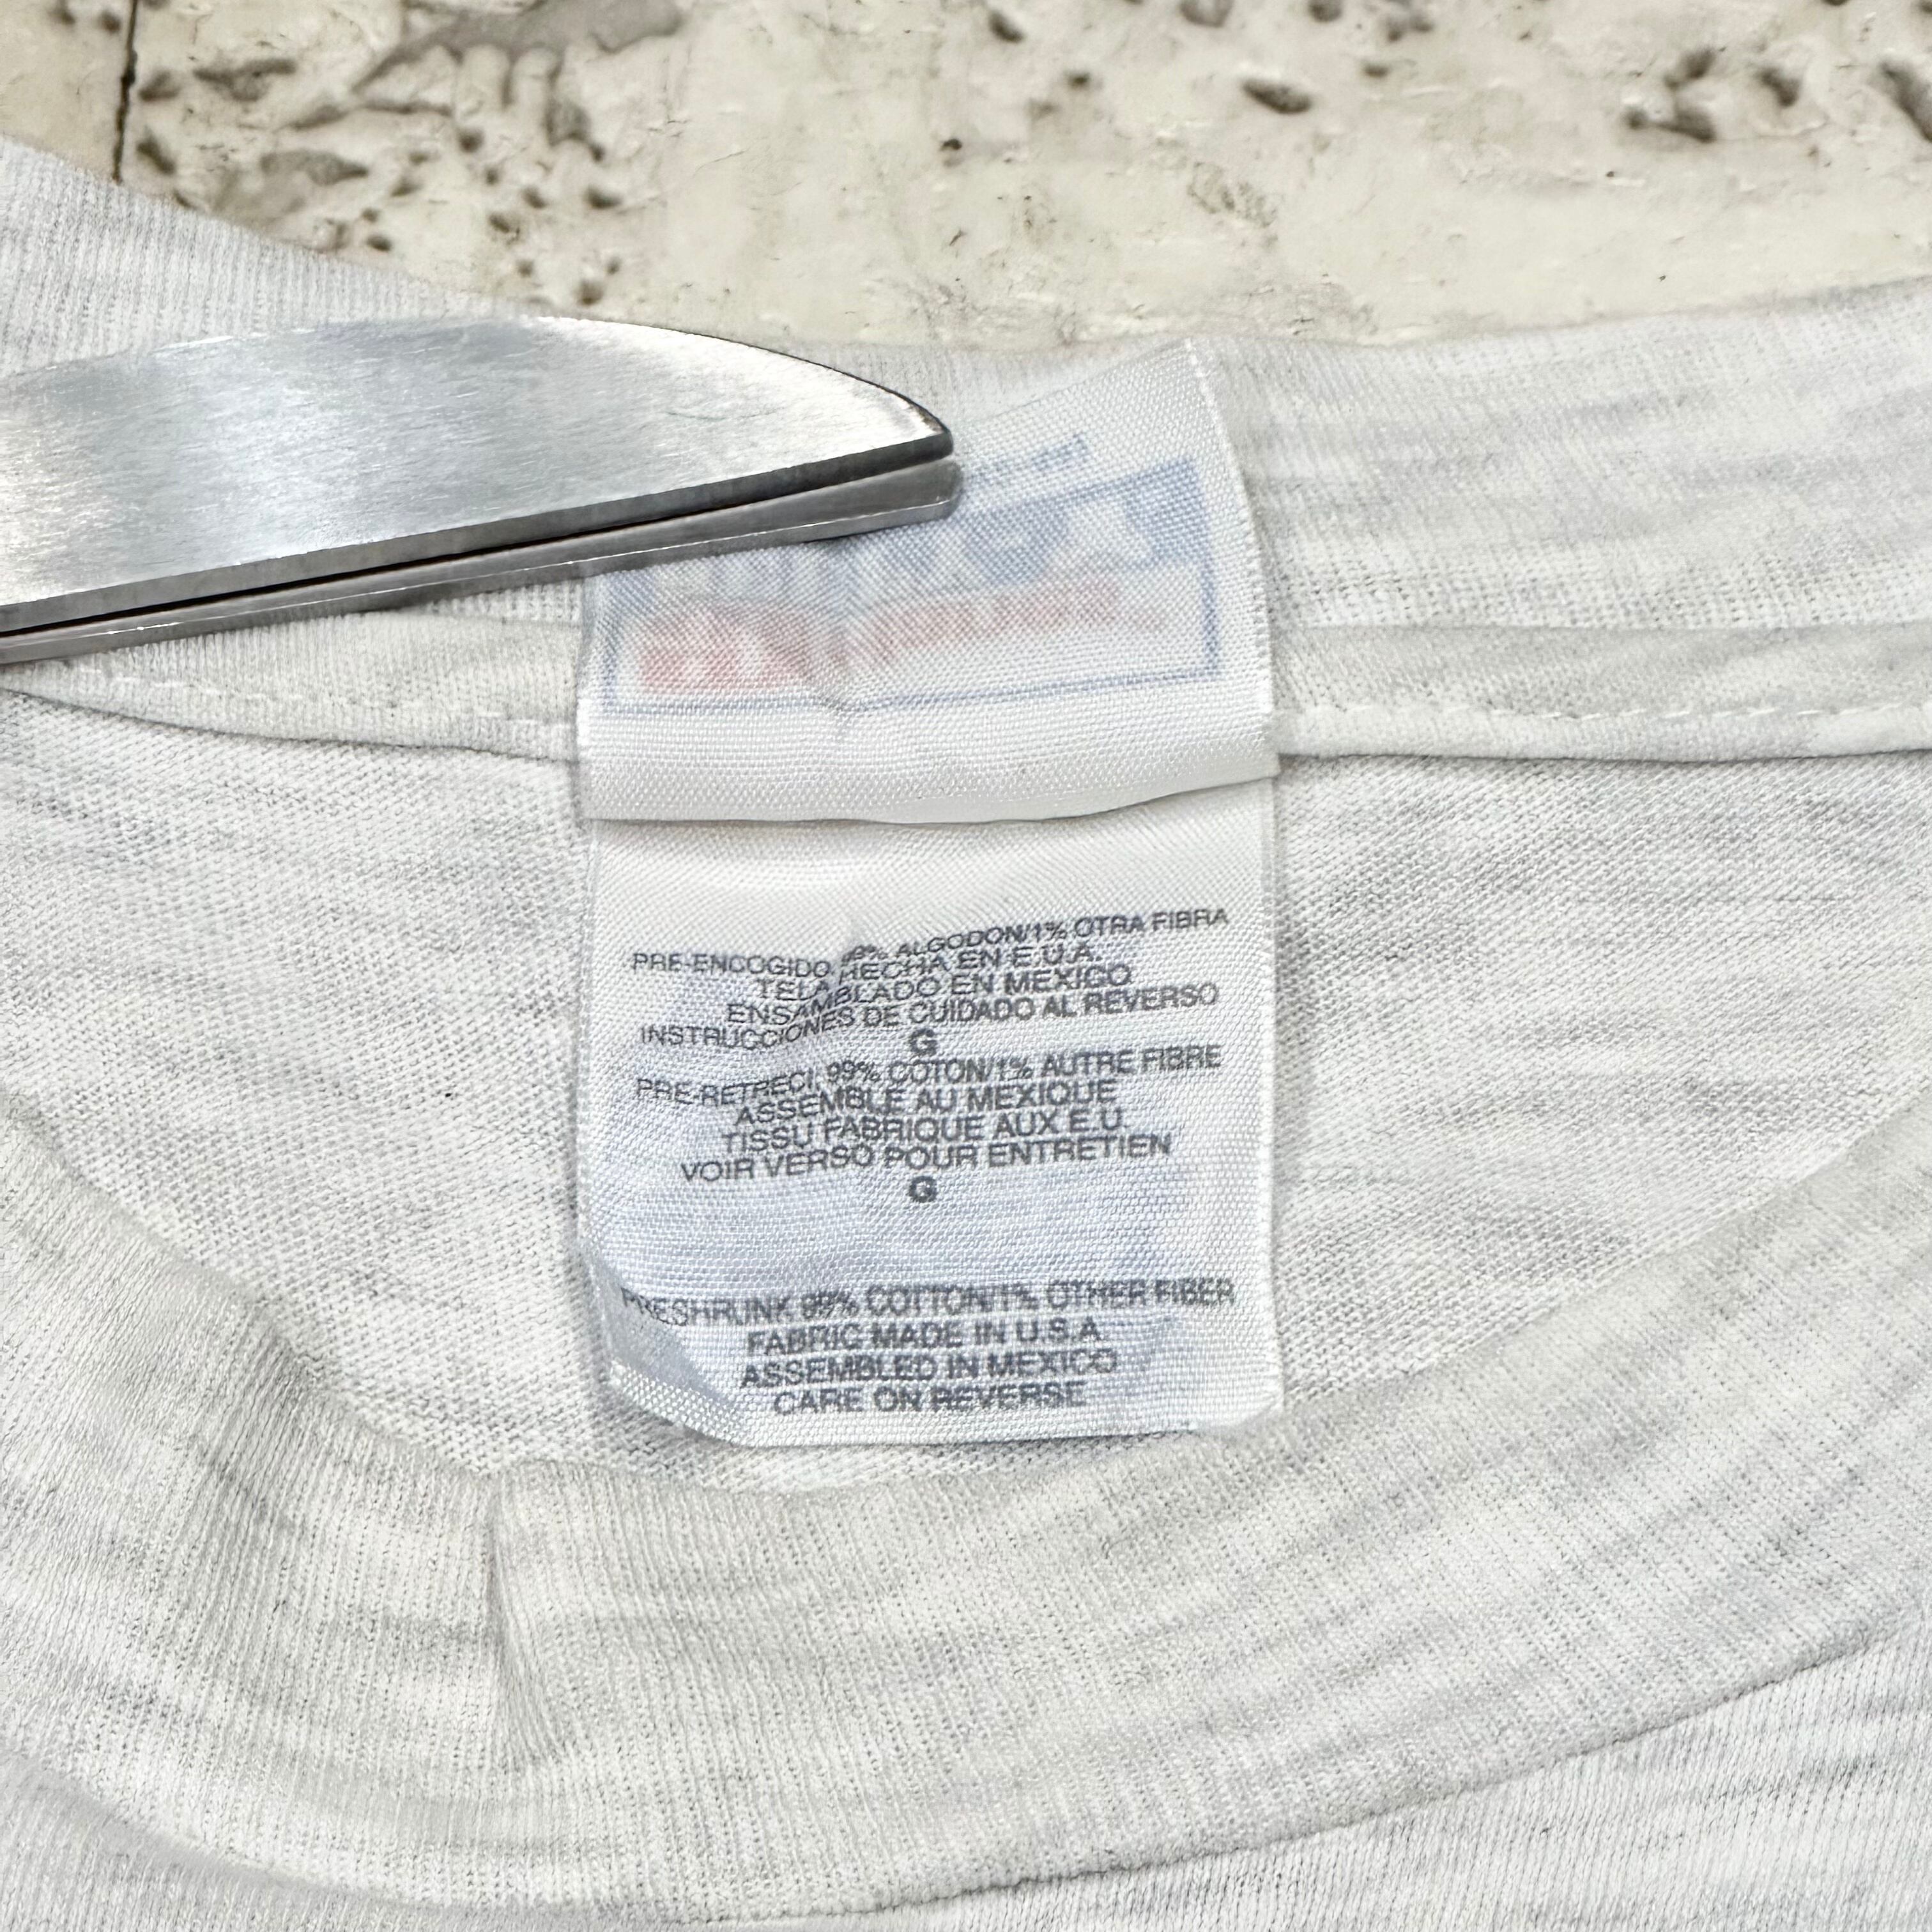 PRE-ENCOGIDO 99% ALGODON/1% OTRA FIBRA
TELA HECHA EN E.U.A.
ENSAMBLADO EN MEXICO
INSTRUCCIONES DE CUIDADO AL REVERSO
G
PRE-RETRECI, 99% COTON/1% AUTRE FIBRE
ASSEMBLE AU MEXIQUE
TISSU FABRIQUE AUX E.U.
VOIR VERSO POUR ENTRETIEN
G
PRESHRUNK 99% COTTON/1% OTHER FIBER
FABRIC MADE IN U.S.A.
ASSEMBLED IN MEXICO
CARE ON REVERSE